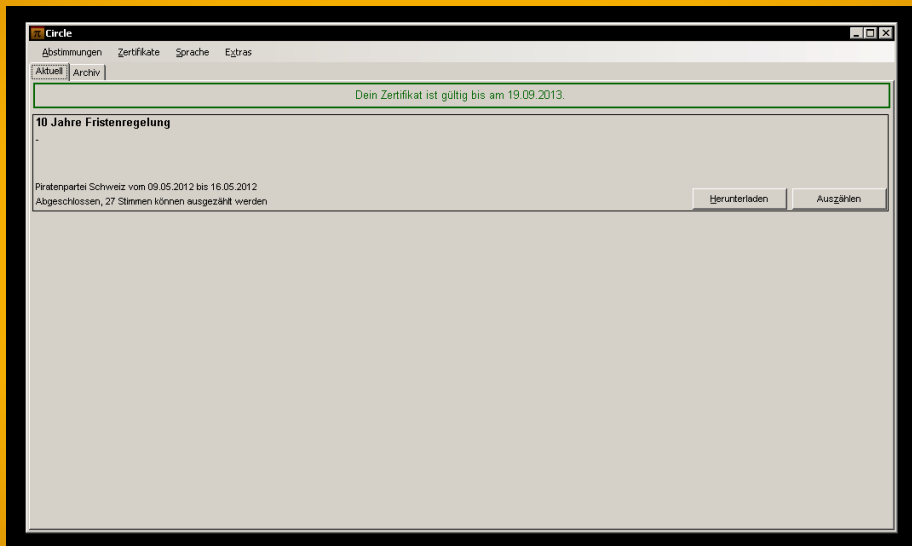 Circle
Abstimmungen Zertifikate Sprache Extras
Aktuell Archiv
Dein Zertifikat ist gültig bis am 19.09.2013.
10 Jahre Fristenregelung
-
Piratenpartei Schweiz vom 09.05.2012 bis 16.05.2012
Abgeschlossen, 27 Stimmen können ausgezählt werden
Herunterladen Auszählen